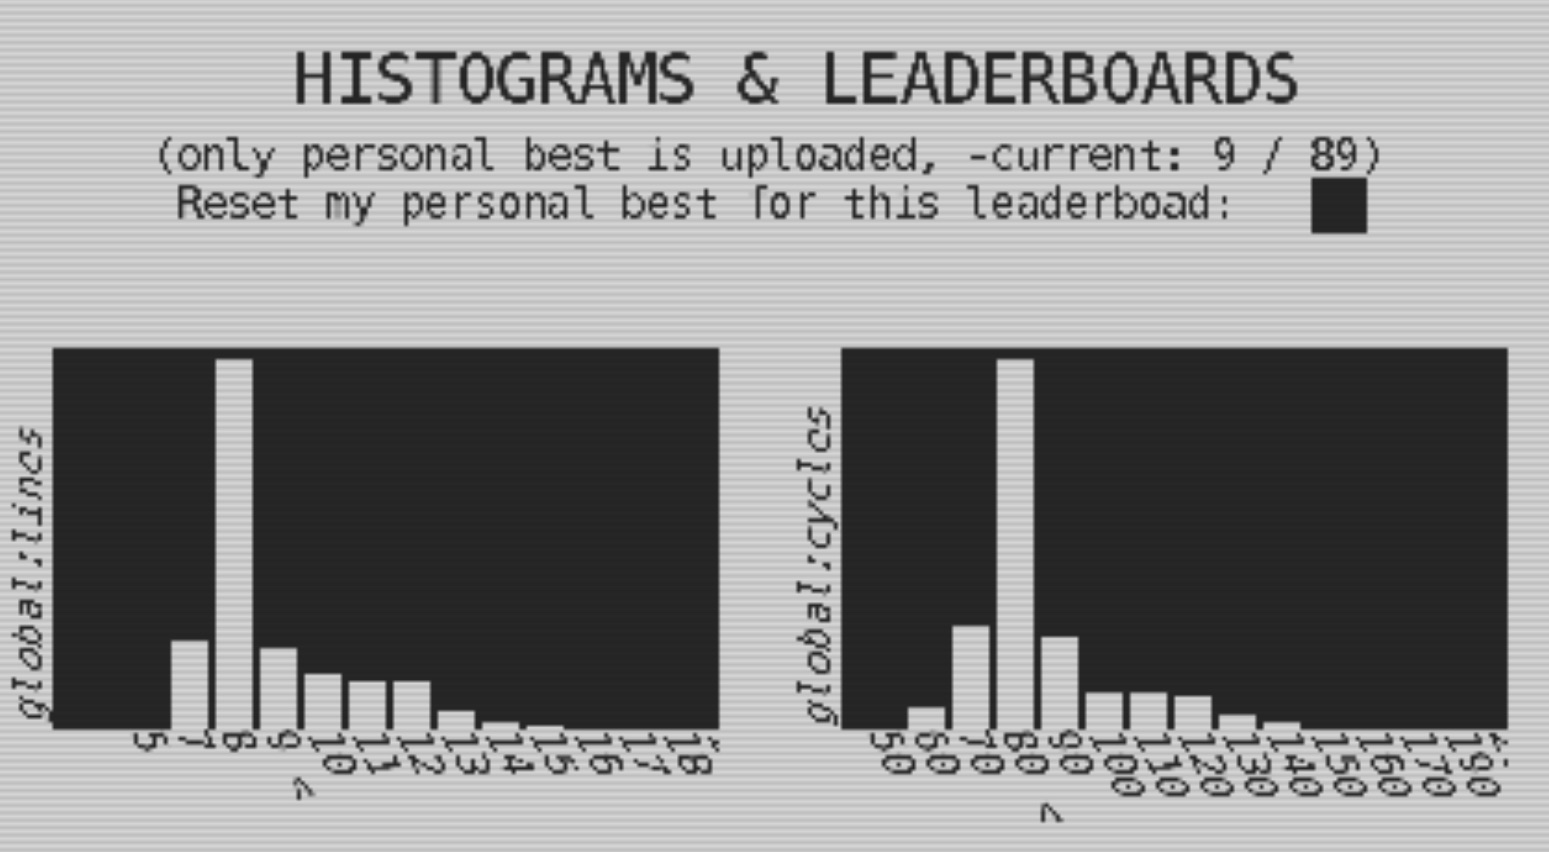 HISTOGRAMS & LEADERBOARDS
(only personal best is uploaded, -current: 9 / 89)
Reset my personal best for this leaderboad:
global:lines
5 7 8 9 10 11 12 13 14 15 16 17 18
^
global:cycles
50 60 70 80 90 100 110 120 130 140 150 160 170 190
^